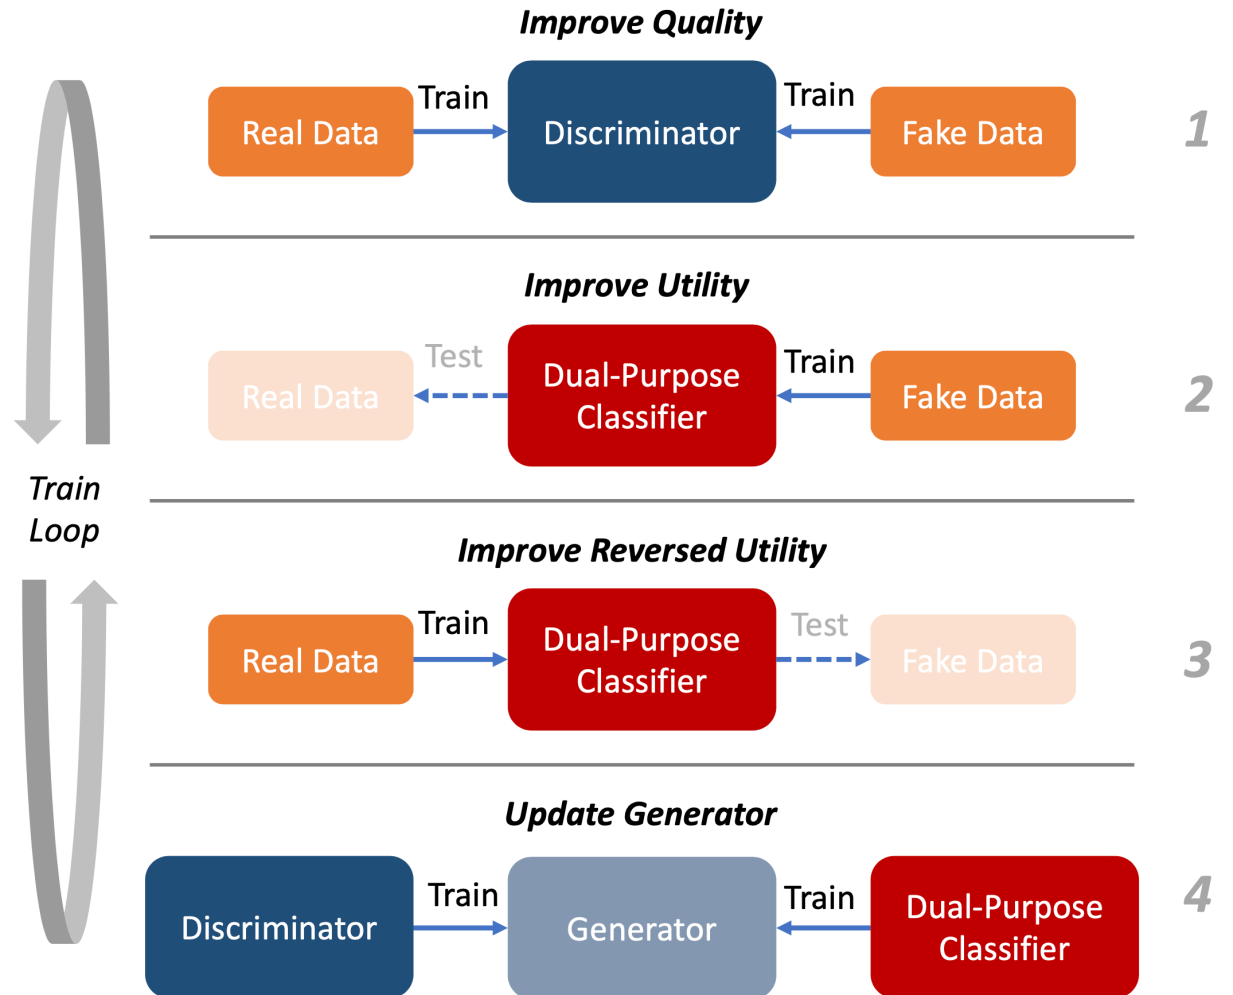 Improve Quality
Train
Train
Real Data
Discriminator
Fake Data
1
Improve Utility
Test
Train
Real Data
Dual-Purpose
Classifier
Fake Data
2
Train
Loop
Improve Reversed Utility
Train
Test
Real Data
Dual-Purpose
Classifier
Fake Data
3
Update Generator
Train
Train
Discriminator
Generator
Dual-Purpose
Classifier
4